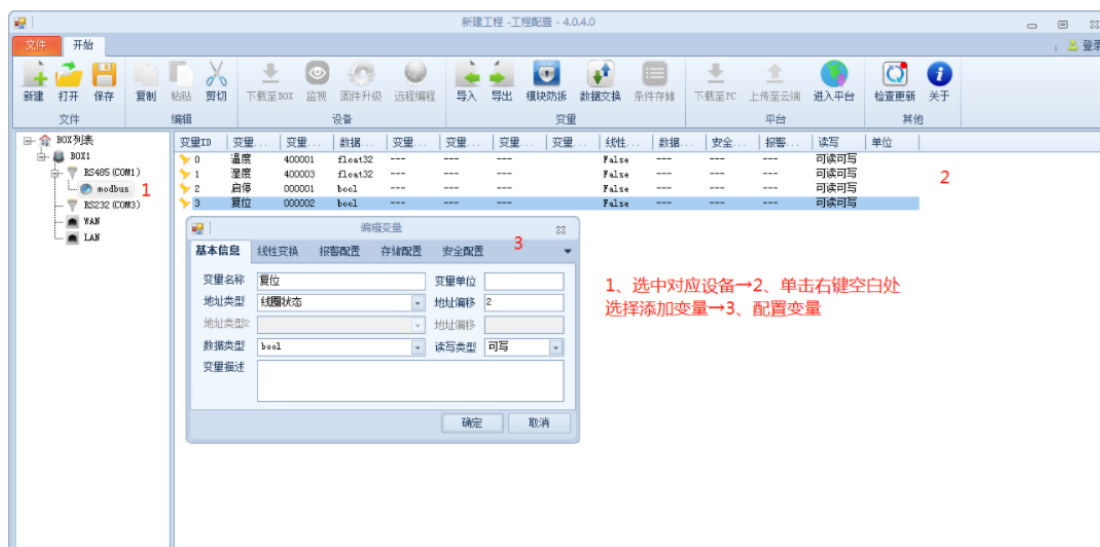 新建工程 -工程配置 - 4.0.4.0
文件 开始 登录
新建 打开 保存 复制 粘贴 剪切 下载至BOX 监视 固件升级 远程编程 导入 导出 模块防拆 数据交换 条件存储 下载至PC 上传至云端 进入平台 检查更新 关于
文件 编辑 设备 变量 平台 其他
BOX列表
BOX1
RS485(COM1)
modbus 1
RS232(COM3)
WAN
LAN
变量ID 变量... 变量... 数据... 变量... 变量... 变量... 变量... 线性... 数据... 安全... 报警... 读写 单位
0 温度 400001 float32 --- --- --- --- False --- --- --- 可读可写
1 湿度 400003 float32 --- --- --- --- False --- --- --- 可读可写
2 启停 000001 bool --- --- --- --- False --- --- --- 可读可写
3 复位 000002 bool --- --- --- --- False --- --- --- 可读可写
2
编辑变量
基本信息 线性变换 报警配置 存储配置 安全配置 3
变量名称 复位 变量单位
地址类型 线圈状态 地址偏移 2
地址类型2 地址偏移
数据类型 bool 读写类型 可写
变量描述
确定 取消
1、选中对应设备→2、单击右键空白处
选择添加变量→3、配置变量